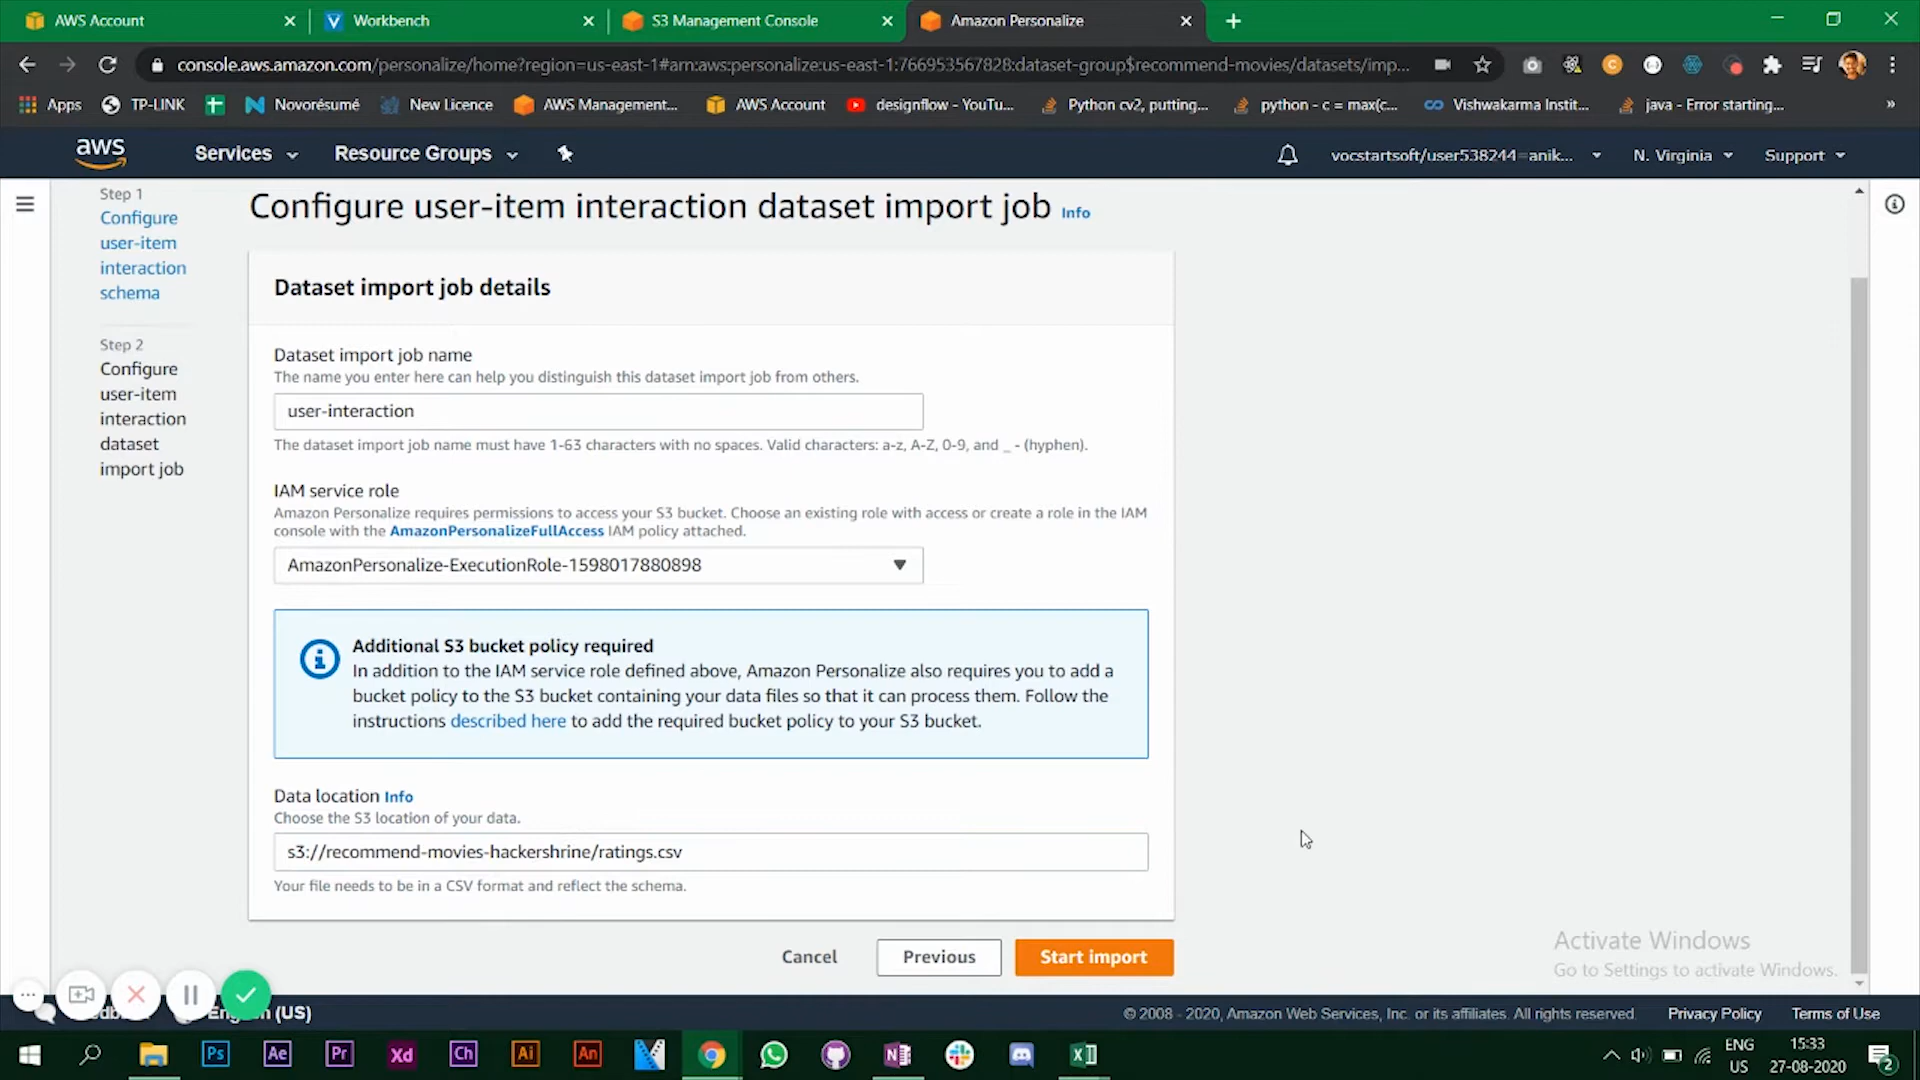 AWS Account
Workbench
S3 Management Console
Amazon Personalize
console.aws.amazon.com/personalize/home?region=us-east-1#arn:aws:personalize:us-east-1:766953567828:dataset-group$recommend-movies/datasets/imp...
Apps
TP-LINK
Novorésumé
New Licence
AWS Management...
AWS Account
designflow - YouTu...
Python cv2, putting...
python - c = max(c...
Vishwakarma Instit...
java - Error starting...
»
aws
Services
Resource Groups
vocstartsoft/user538244=anik...
N. Virginia
Support
Step 1
Configure
user-item
interaction
schema
Step 2
Configure
user-item
interaction
dataset
import job
Configure user-item interaction dataset import job Info
Dataset import job details
Dataset import job name
The name you enter here can help you distinguish this dataset import job from others.
user-interaction
The dataset import job name must have 1-63 characters with no spaces. Valid characters: a-z, A-Z, 0-9, and _ - (hyphen).
IAM service role
Amazon Personalize requires permissions to access your S3 bucket. Choose an existing role with access or create a role in the IAM
console with the AmazonPersonalizeFullAccess IAM policy attached.
AmazonPersonalize-ExecutionRole-1598017880898
Additional S3 bucket policy required
In addition to the IAM service role defined above, Amazon Personalize also requires you to add a
bucket policy to the S3 bucket containing your data files so that it can process them. Follow the
instructions described here to add the required bucket policy to your S3 bucket.
Data location Info
Choose the S3 location of your data.
s3://recommend-movies-hackershrine/ratings.csv
Your file needs to be in a CSV format and reflect the schema.
Cancel
Previous
Start import
Activate Windows
Go to Settings to activate Windows.
(US)
© 2008 - 2020, Amazon Web Services, Inc. or its affiliates. All rights reserved.
Privacy Policy
Terms of Use
Ps
Ae
Pr
Xd
Ch
Ai
An
ENG
US
15:33
27-08-2020
2